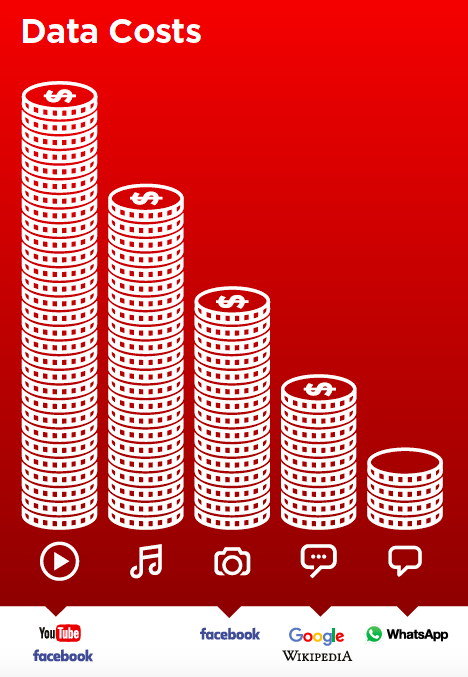 Data Costs
$
$
$
$
YouTube
facebook
facebook
Google
WIKIPEDIA
WhatsApp